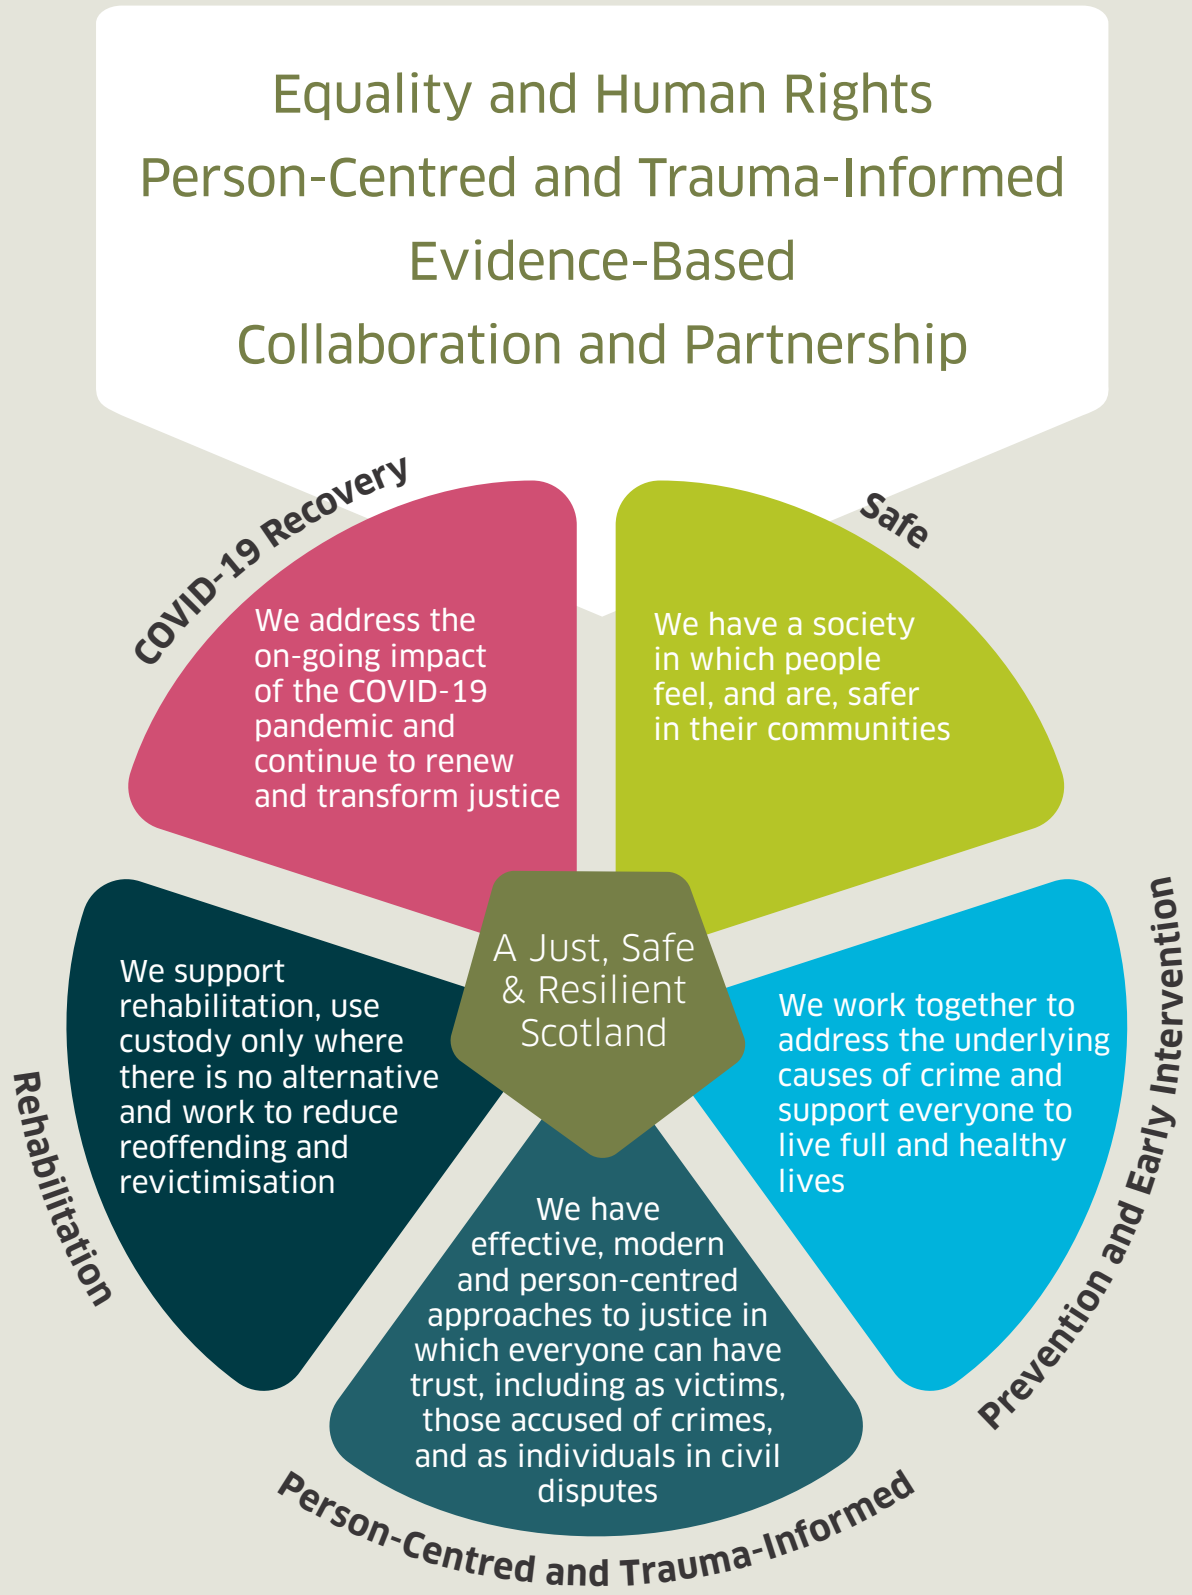 Equality and Human Rights
Person-Centred and Trauma-Informed
Evidence-Based
Collaboration and Partnership
COVID-19 Recovery
We address the
on-going impact
of the COVID-19
pandemic and
continue to renew
and transform justice
Safe
We have a society
in which people
feel, and are, safer
in their communities
A Just, Safe
& Resilient
Scotland
Rehabilitation
We support
rehabilitation, use
custody only where
there is no alternative
and work to reduce
reoffending and
revictimisation
Prevention and Early Intervention
We work together to
address the underlying
causes of crime and
support everyone to
live full and healthy
lives
We have
effective, modern
and person-centred
approaches to justice in
which everyone can have
trust, including as victims,
those accused of crimes,
and as individuals in civil
disputes
Person-Centred and Trauma-Informed